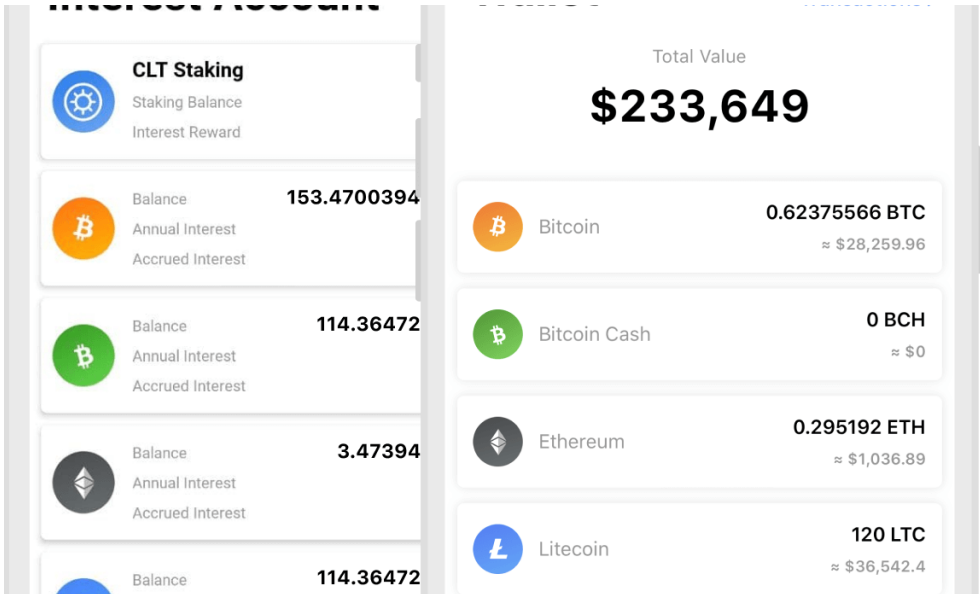 Interest Account
CLT Staking
Staking Balance
Interest Reward
Balance 153.4700394
Annual Interest
Accrued Interest
Balance 114.36472
Annual Interest
Accrued Interest
Balance 3.47394
Annual Interest
Accrued Interest
Balance 114.36472
Total Value
$233,649
Bitcoin 0.62375566 BTC
≈ $28,259.96
Bitcoin Cash 0 BCH
≈ $0
Ethereum 0.295192 ETH
≈ $1,036.89
Litecoin 120 LTC
≈ $36,542.4